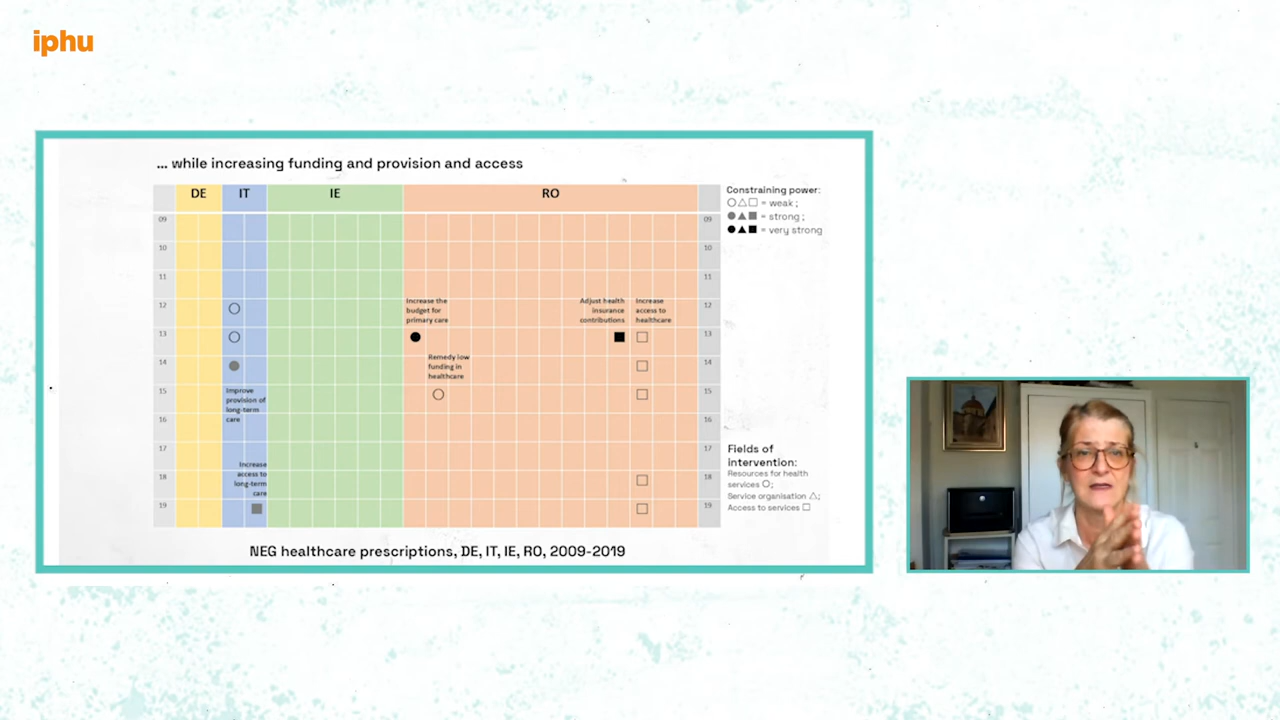 iphu
... while increasing funding and provision and access
DE IT IE RO
Constraining power:
○△□ = weak ;
●▲■ = strong ;
●▲■ = very strong
09 09
10 10
11 11
12 12
Increase the
budget for
primary care
Adjust health
insurance
contributions
Increase
access to
healthcare
13 13
14 14
Remedy low
funding in
healthcare
15 15
Improve
provision of
long-term
care
16 16
17 17
Increase
access to
long-term
care
18 18
19 19
Fields of
intervention:
Resources for health
services ○;
Service organisation △;
Access to services □
NEG healthcare prescriptions, DE, IT, IE, RO, 2009-2019